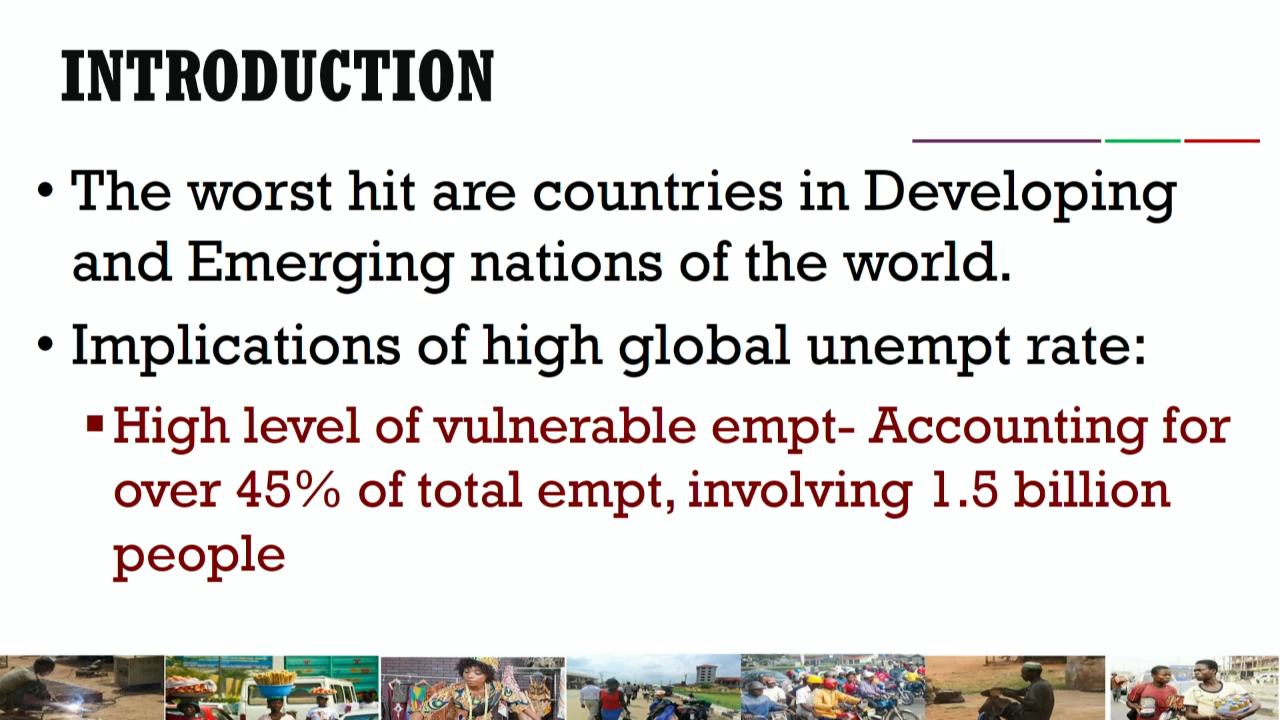 INTRODUCTION
• The worst hit are countries in Developing
and Emerging nations of the world.
• Implications of high global unempt rate:
▪ High level of vulnerable empt- Accounting for
over 45% of total empt, involving 1.5 billion
people